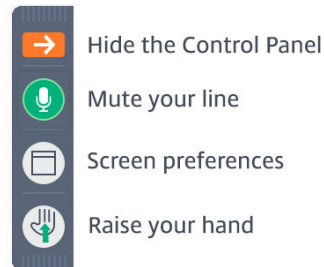 Hide the Control Panel
Mute your line
Screen preferences
Raise your hand